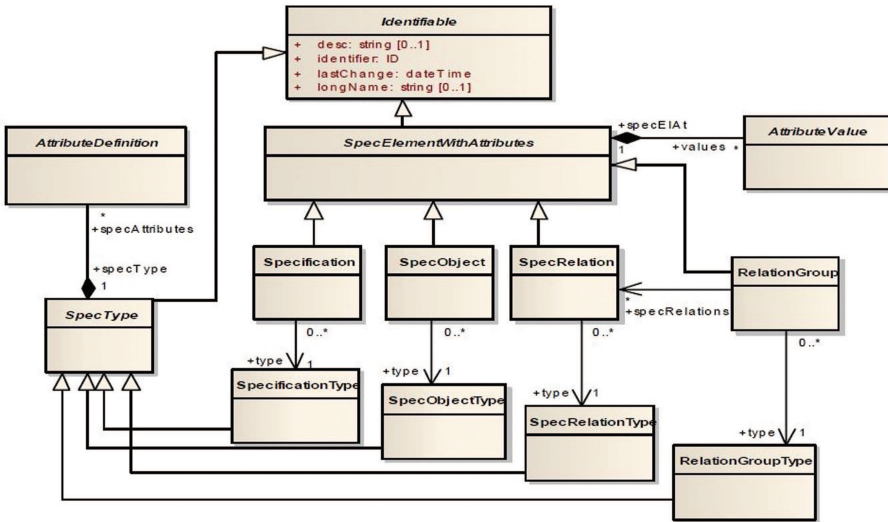 Identifiable
+ desc: string [0..1]
+ identifier: ID
+ lastChange: dateTime
+ longName: string [0..1]
AttributeDefinition
SpecElementWithAttributes
+specElAt
1
+values *
AttributeValue
*
+specAttributes
+specType
1
SpecType
Specification
SpecObject
SpecRelation
RelationGroup
*
+specRelations
0..*
0..*
0..*
0..*
+type 1
SpecificationType
+type 1
SpecObjectType
+type 1
SpecRelationType
+type 1
RelationGroupType